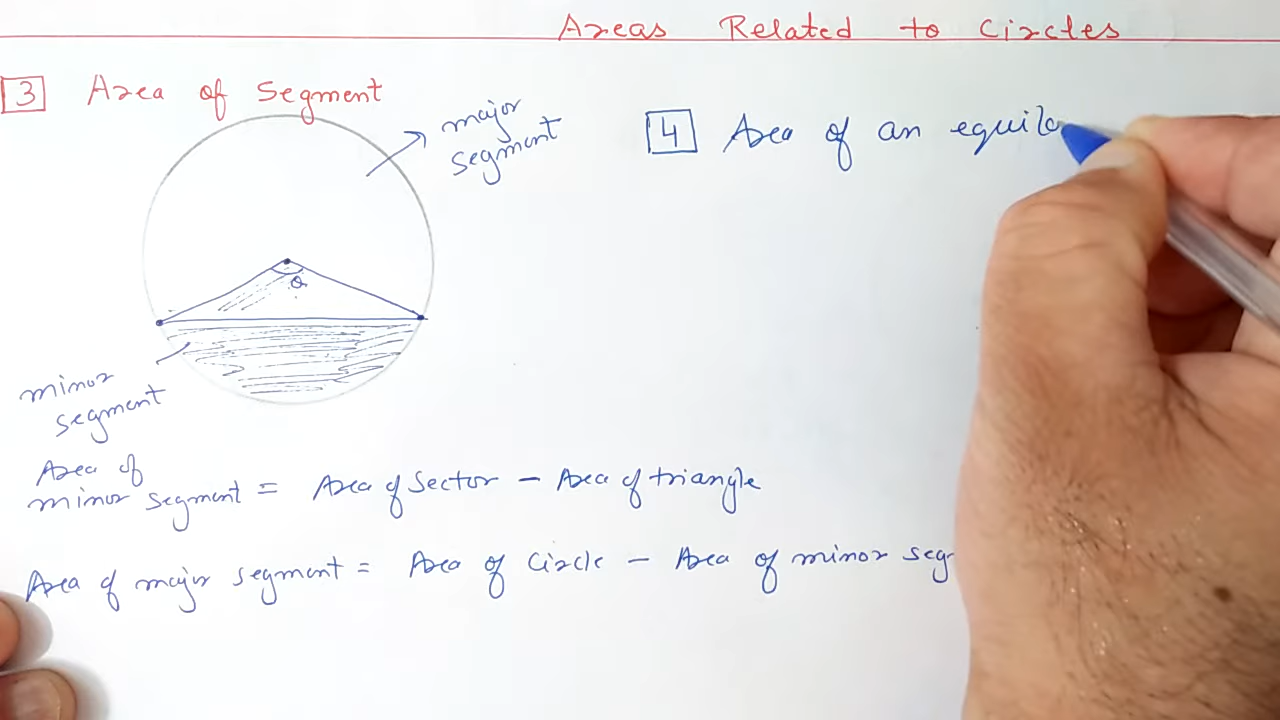 Areas Related to Circles
3 Area of Segment
major
segment
4 Area of an equila
θ
minor
segment
Area of
minor segment = Area of Sector - Area of triangle
Area of major segment = Area of Circle - Area of minor seg